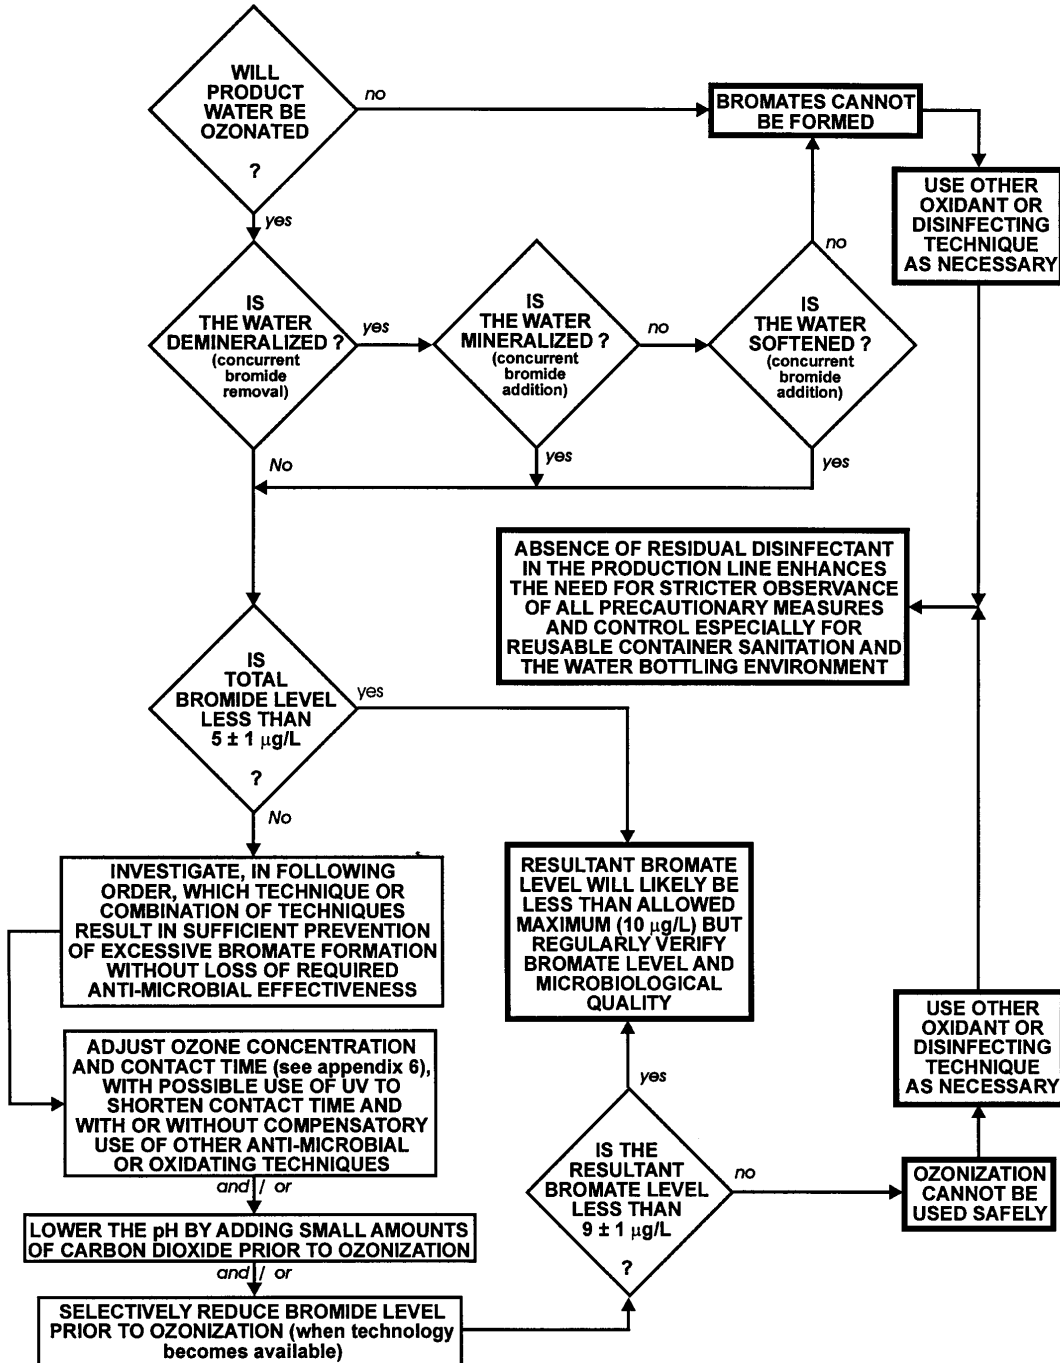 WILL
PRODUCT
WATER BE
OZONATED
?
no
BROMATES CANNOT
BE FORMED
USE OTHER
OXIDANT OR
DISINFECTING
TECHNIQUE
AS NECESSARY
yes
IS
THE WATER
DEMINERALIZED ?
(concurrent
bromide
removal)
yes
IS
THE WATER
MINERALIZED ?
(concurrent
bromide
addition)
no
IS
THE WATER
SOFTENED ?
(concurrent
bromide
addition)
no
No
yes
yes
ABSENCE OF RESIDUAL DISINFECTANT
IN THE PRODUCTION LINE ENHANCES
THE NEED FOR STRICTER OBSERVANCE
OF ALL PRECAUTIONARY MEASURES
AND CONTROL ESPECIALLY FOR
REUSABLE CONTAINER SANITATION AND
THE WATER BOTTLING ENVIRONMENT
IS
TOTAL
BROMIDE LEVEL
LESS THAN
5 ± 1 µg/L
?
yes
No
INVESTIGATE, IN FOLLOWING
ORDER, WHICH TECHNIQUE OR
COMBINATION OF TECHNIQUES
RESULT IN SUFFICIENT PREVENTION
OF EXCESSIVE BROMATE FORMATION
WITHOUT LOSS OF REQUIRED
ANTI-MICROBIAL EFFECTIVENESS
RESULTANT BROMATE
LEVEL WILL LIKELY BE
LESS THAN ALLOWED
MAXIMUM (10 µg/L) BUT
REGULARLY VERIFY
BROMATE LEVEL AND
MICROBIOLOGICAL
QUALITY
ADJUST OZONE CONCENTRATION
AND CONTACT TIME (see appendix 6),
WITH POSSIBLE USE OF UV TO
SHORTEN CONTACT TIME AND
WITH OR WITHOUT COMPENSATORY
USE OF OTHER ANTI-MICROBIAL
OR OXIDATING TECHNIQUES
and / or
LOWER THE pH BY ADDING SMALL AMOUNTS
OF CARBON DIOXIDE PRIOR TO OZONIZATION
and / or
SELECTIVELY REDUCE BROMIDE LEVEL
PRIOR TO OZONIZATION (when technology
becomes available)
yes
IS THE
RESULTANT
BROMATE LEVEL
LESS THAN
9 ± 1 µg/L
?
no
OZONIZATION
CANNOT BE
USED SAFELY
USE OTHER
OXIDANT OR
DISINFECTING
TECHNIQUE
AS NECESSARY